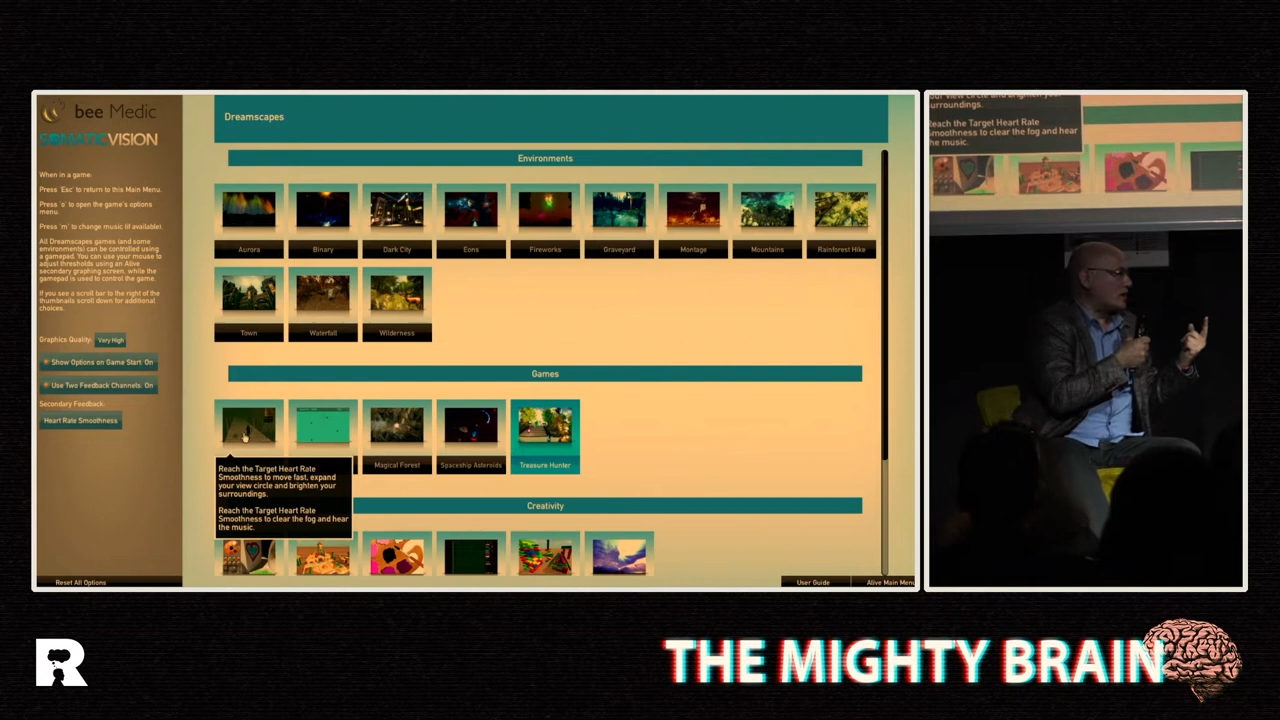 bee Medic
SOMATICVISION
When in a game:
Press 'Esc' to return to this Main Menu.
Press 'o' to open the game's options
menu.
Press 'm' to change music (if available).
All Dreamscapes games (and some
environments) can be controlled using
a gamepad. You can use your mouse to
adjust thresholds using an Alive
secondary graphing screen, while the
gamepad is used to control the game.
If you see a scroll bar to the right of the
thumbnails scroll down for additional
choices.
Graphics Quality: Very High
Show Options on Game Start: On
Use Two Feedback Channels: On
Secondary Feedback:
Heart Rate Smoothness
Reset All Options
Dreamscapes
Environments
Aurora
Binary
Dark City
Eons
Fireworks
Graveyard
Montage
Mountains
Rainforest Hike
Town
Waterfall
Wilderness
Games
Magical Forest
Spaceship Asteroids
Treasure Hunter
Reach the Target Heart Rate
Smoothness to move fast, expand
your view circle and brighten your
surroundings.
Reach the Target Heart Rate
Smoothness to clear the fog and hear
the music.
Creativity
User Guide
Alive Main Menu
your view circle and brighten your
surroundings.
Reach the Target Heart Rate
Smoothness to clear the fog and hear
the music.
R
THE MIGHTY BRAIN